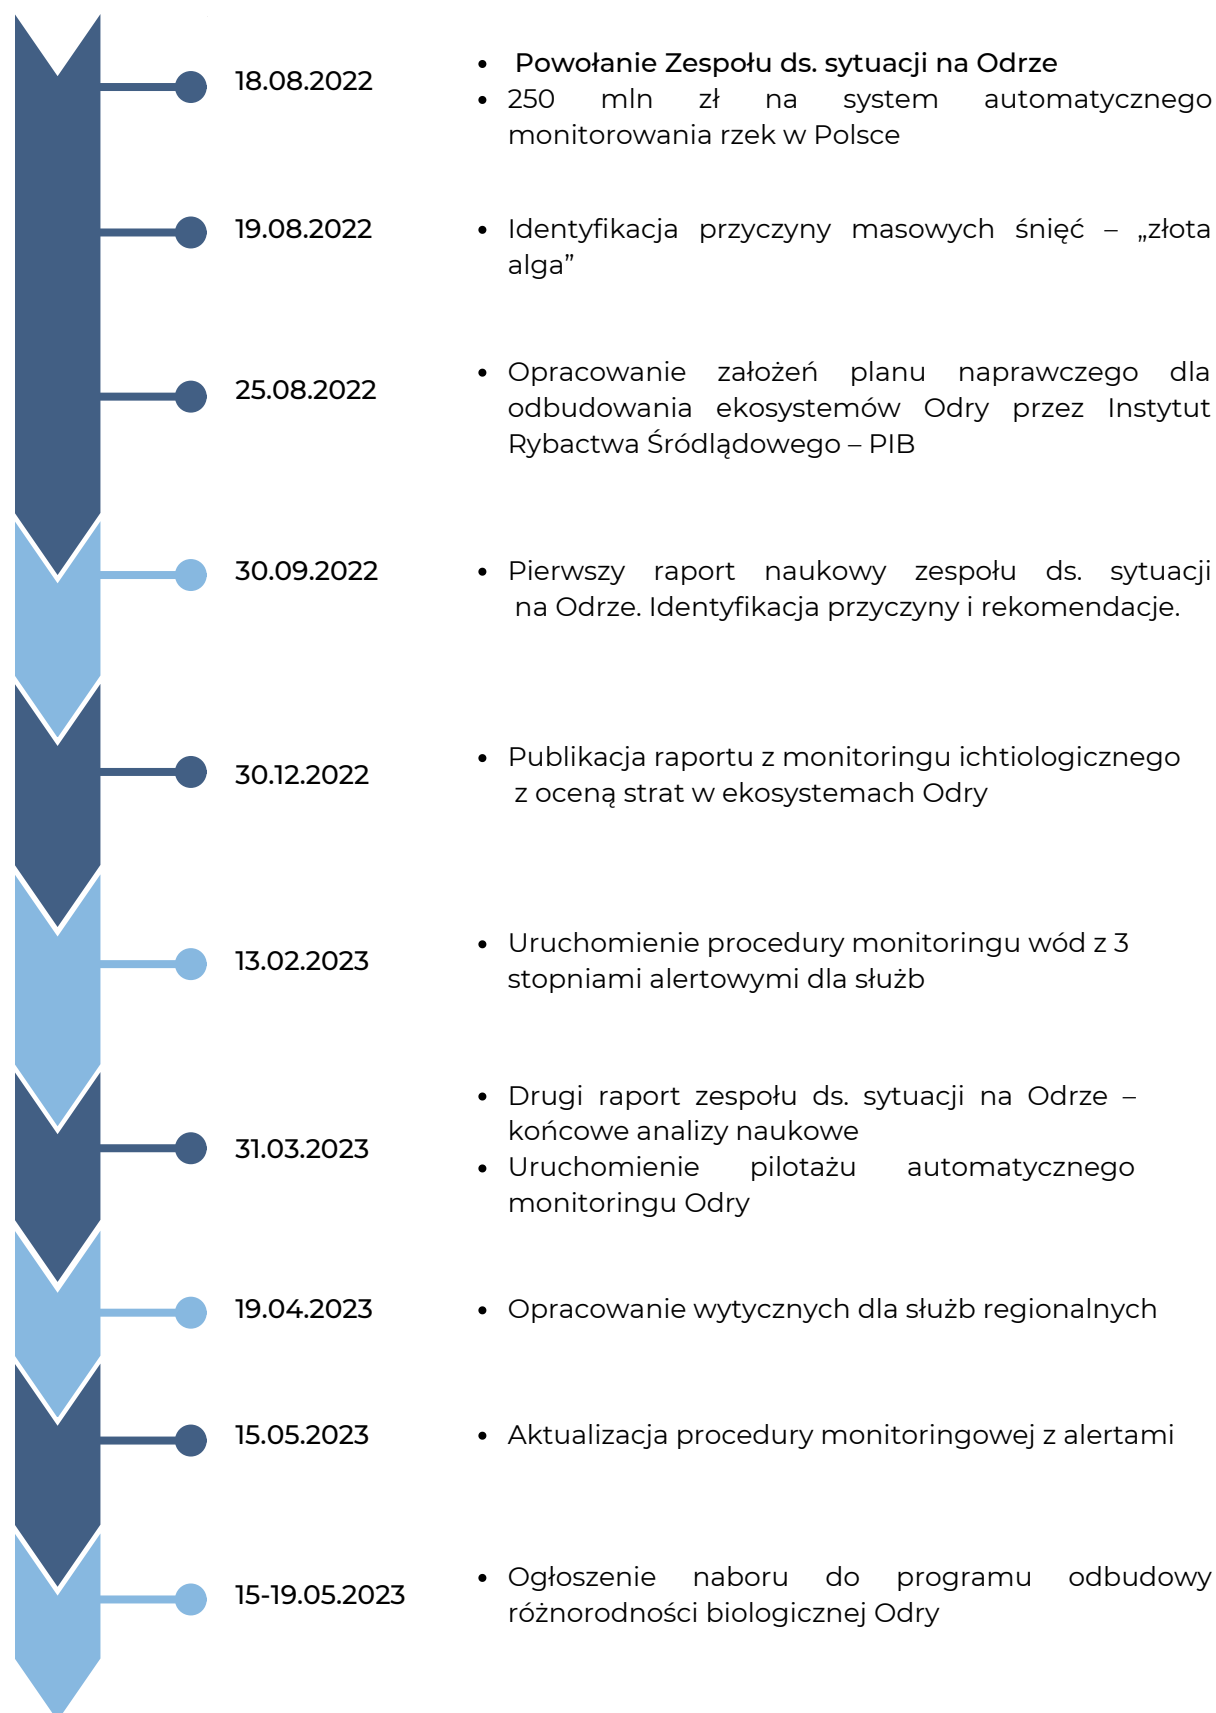 18.08.2022
• Powołanie Zespołu ds. sytuacji na Odrze
• 250 mln zł na system automatycznego
monitorowania rzek w Polsce
19.08.2022
• Identyfikacja przyczyny masowych śnięć – „złota
alga”
25.08.2022
• Opracowanie założeń planu naprawczego dla
odbudowania ekosystemów Odry przez Instytut
Rybactwa Śródlądowego – PIB
30.09.2022
• Pierwszy raport naukowy zespołu ds. sytuacji
na Odrze. Identyfikacja przyczyny i rekomendacje.
30.12.2022
• Publikacja raportu z monitoringu ichtiologicznego
z oceną strat w ekosystemach Odry
13.02.2023
• Uruchomienie procedury monitoringu wód z 3
stopniami alertowymi dla służb
31.03.2023
• Drugi raport zespołu ds. sytuacji na Odrze –
końcowe analizy naukowe
• Uruchomienie pilotażu automatycznego
monitoringu Odry
19.04.2023
• Opracowanie wytycznych dla służb regionalnych
15.05.2023
• Aktualizacja procedury monitoringowej z alertami
15-19.05.2023
• Ogłoszenie naboru do programu odbudowy
różnorodności biologicznej Odry